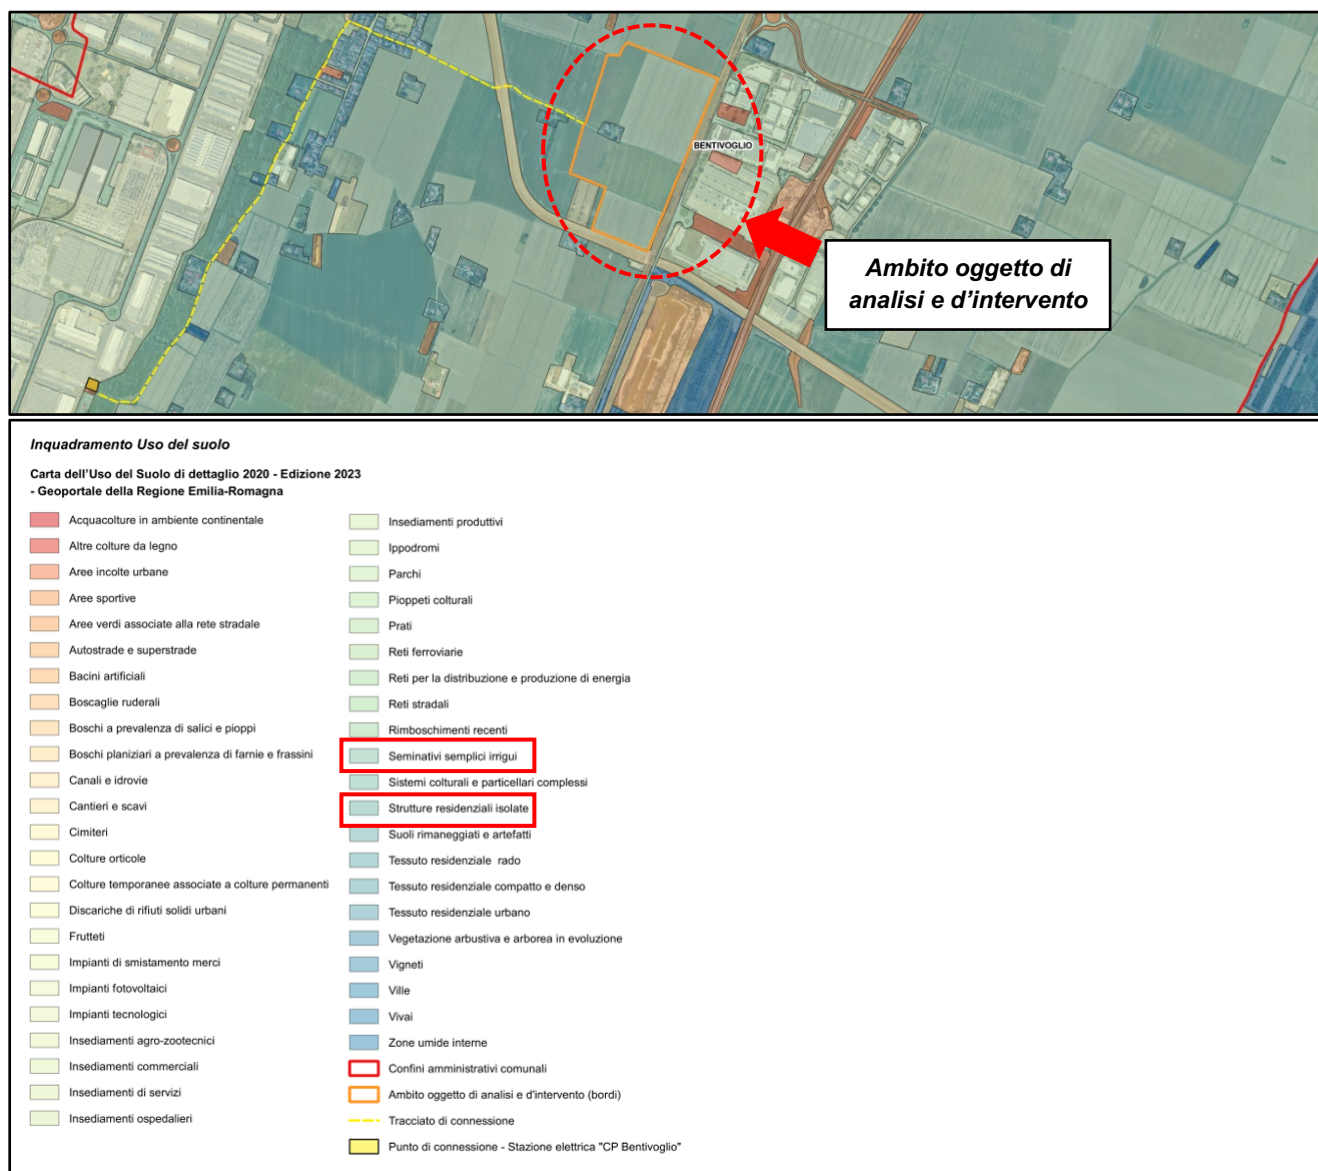 BENTIVOGLIO
Ambito oggetto di
analisi e d'intervento
Inquadramento Uso del suolo
Carta dell'Uso del Suolo di dettaglio 2020 - Edizione 2023
- Geoportale della Regione Emilia-Romagna
Acquacolture in ambiente continentale
Altre colture da legno
Aree incolte urbane
Aree sportive
Aree verdi associate alla rete stradale
Autostrade e superstrade
Bacini artificiali
Boscaglie ruderali
Boschi a prevalenza di salici e pioppi
Boschi planiziari a prevalenza di farnie e frassini
Canali e idrovie
Cantieri e scavi
Cimiteri
Colture orticole
Colture temporanee associate a colture permanenti
Discariche di rifiuti solidi urbani
Frutteti
Impianti di smistamento merci
Impianti fotovoltaici
Impianti tecnologici
Insediamenti agro-zootecnici
Insediamenti commerciali
Insediamenti di servizi
Insediamenti ospedalieri
Insediamenti produttivi
Ippodromi
Parchi
Pioppeti colturali
Prati
Reti ferroviarie
Reti per la distribuzione e produzione di energia
Reti stradali
Rimboschimenti recenti
Seminativi semplici irrigui
Sistemi colturali e particellari complessi
Strutture residenziali isolate
Suoli rimaneggiati e artefatti
Tessuto residenziale rado
Tessuto residenziale compatto e denso
Tessuto residenziale urbano
Vegetazione arbustiva e arborea in evoluzione
Vigneti
Ville
Vivai
Zone umide interne
Confini amministrativi comunali
Ambito oggetto di analisi e d'intervento (bordi)
Tracciato di connessione
Punto di connessione - Stazione elettrica "CP Bentivoglio"